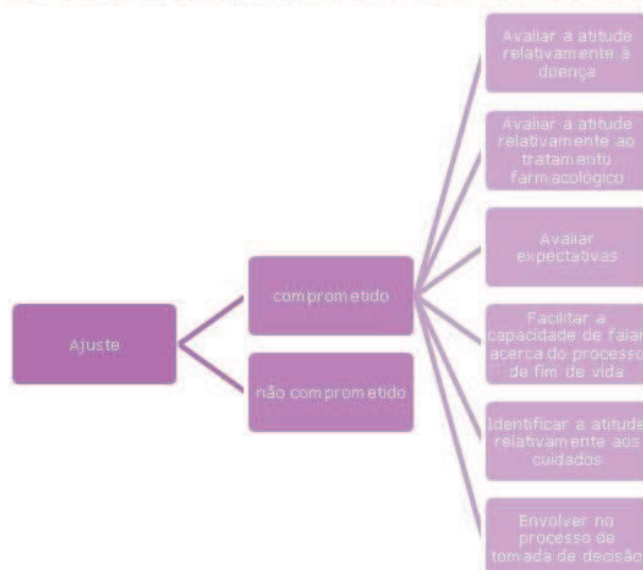 Ajuste
comprometido
não comprometido
Avaliar a atitude
relativamente à
doença
Avaliar a atitude
relativamente ao
tratamento
farmacológico
Avaliar
expectativas
Facilitar a
capacidade de falar
acerca do processo
de fim de vida
Identificar a atitude
relativamente aos
cuidados
Envolver no
processo de
tomada de decisão